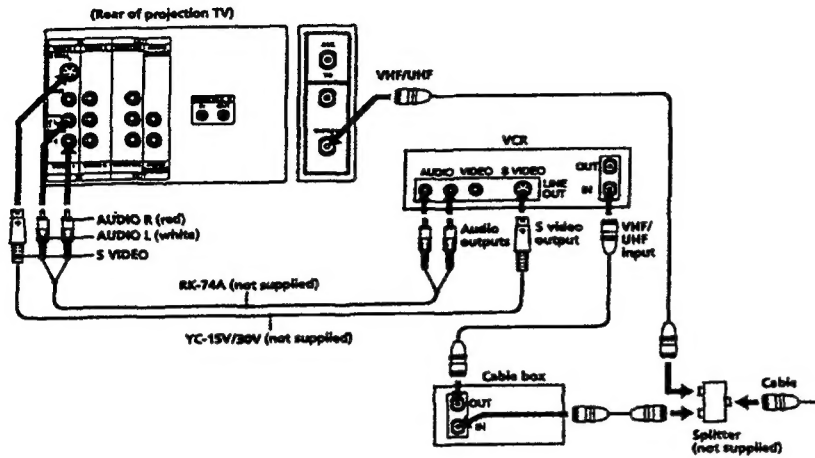 (Rear of projection TV)
VHF/UHF
VCR
AUDIO VIDEO S VIDEO
OUT
IN
LINE
OUT
AUDIO R (red)
AUDIO L (white)
S VIDEO
Audio
outputs
S video
output
VHF/
UHF
input
RK-74A (not supplied)
YC-15V/30V (not supplied)
Cable box
OUT
IN
Cable
Splitter
(not supplied)